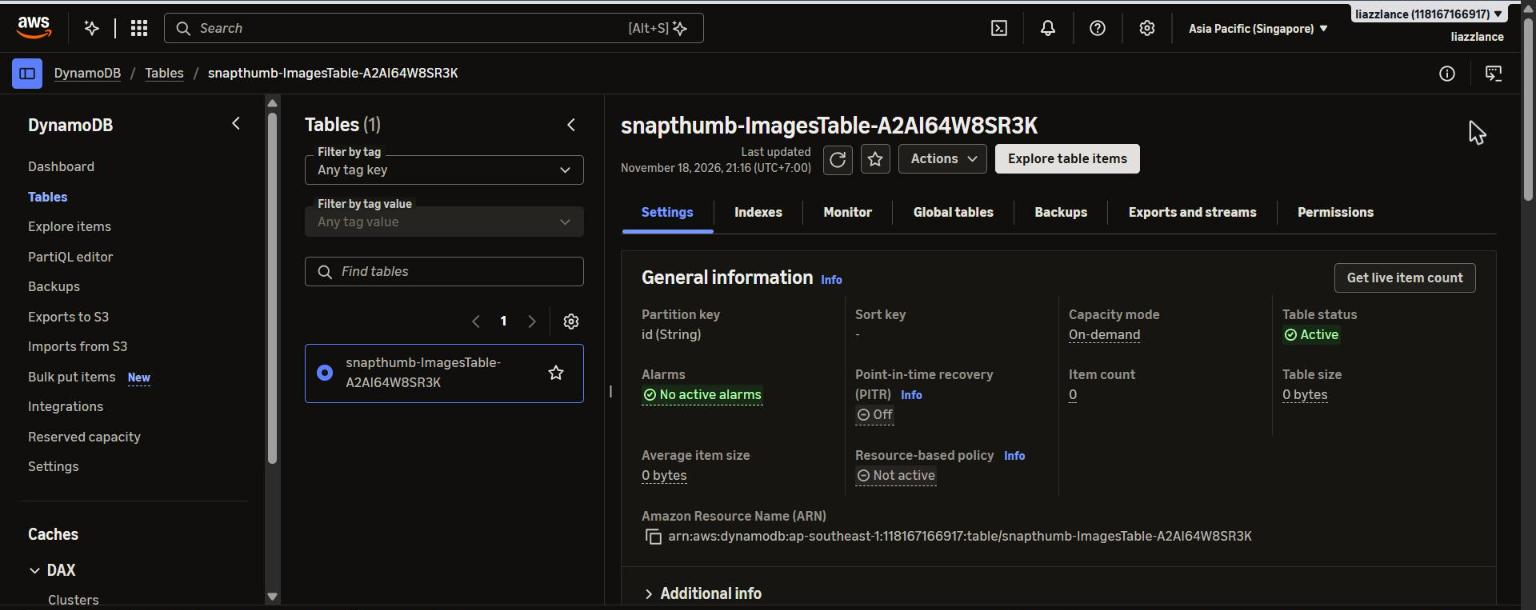 aws
Search
[Alt+S]
Asia Pacific (Singapore)
liazzlance (118167166917)
liazzlance
DynamoDB / Tables / snapthumb-ImagesTable-A2AI64W8SR3K
DynamoDB
Dashboard
Tables
Explore items
PartiQL editor
Backups
Exports to S3
Imports from S3
Bulk put items New
Integrations
Reserved capacity
Settings
Caches
DAX
Clusters
Tables (1)
Filter by tag
Any tag key
Filter by tag value
Any tag value
Find tables
1
snapthumb-ImagesTable-
A2AI64W8SR3K
snapthumb-ImagesTable-A2AI64W8SR3K
Last updated
November 18, 2026, 21:16 (UTC+7:00)
Actions
Explore table items
Settings
Indexes
Monitor
Global tables
Backups
Exports and streams
Permissions
General information Info
Get live item count
Partition key
id (String)
Sort key
-
Capacity mode
On-demand
Table status
Active
Alarms
No active alarms
Point-in-time recovery
(PITR) Info
Off
Item count
0
Table size
0 bytes
Average item size
0 bytes
Resource-based policy Info
Not active
Amazon Resource Name (ARN)
arn:aws:dynamodb:ap-southeast-1:118167166917:table/snapthumb-ImagesTable-A2AI64W8SR3K
Additional info